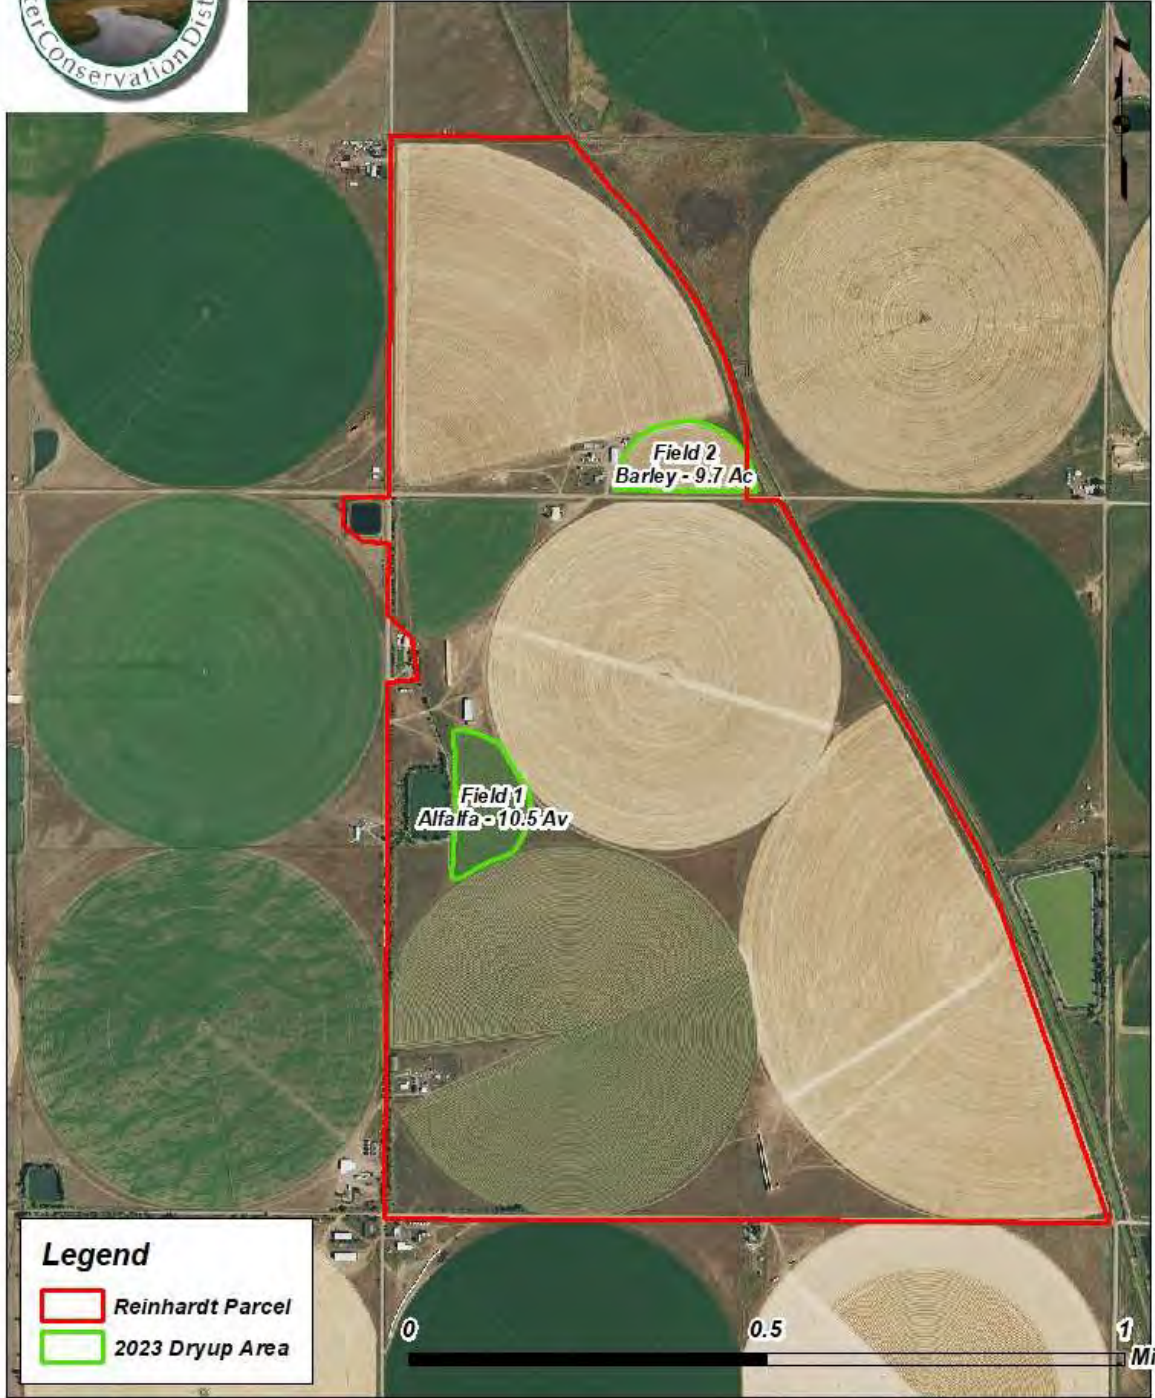 Conservation
N
Field 2
Barley - 9.7 Ac
Field 1
Alfalfa - 10.5 Av
Legend
Reinhardt Parcel
2023 Dryup Area
0 0.5 1
Mi